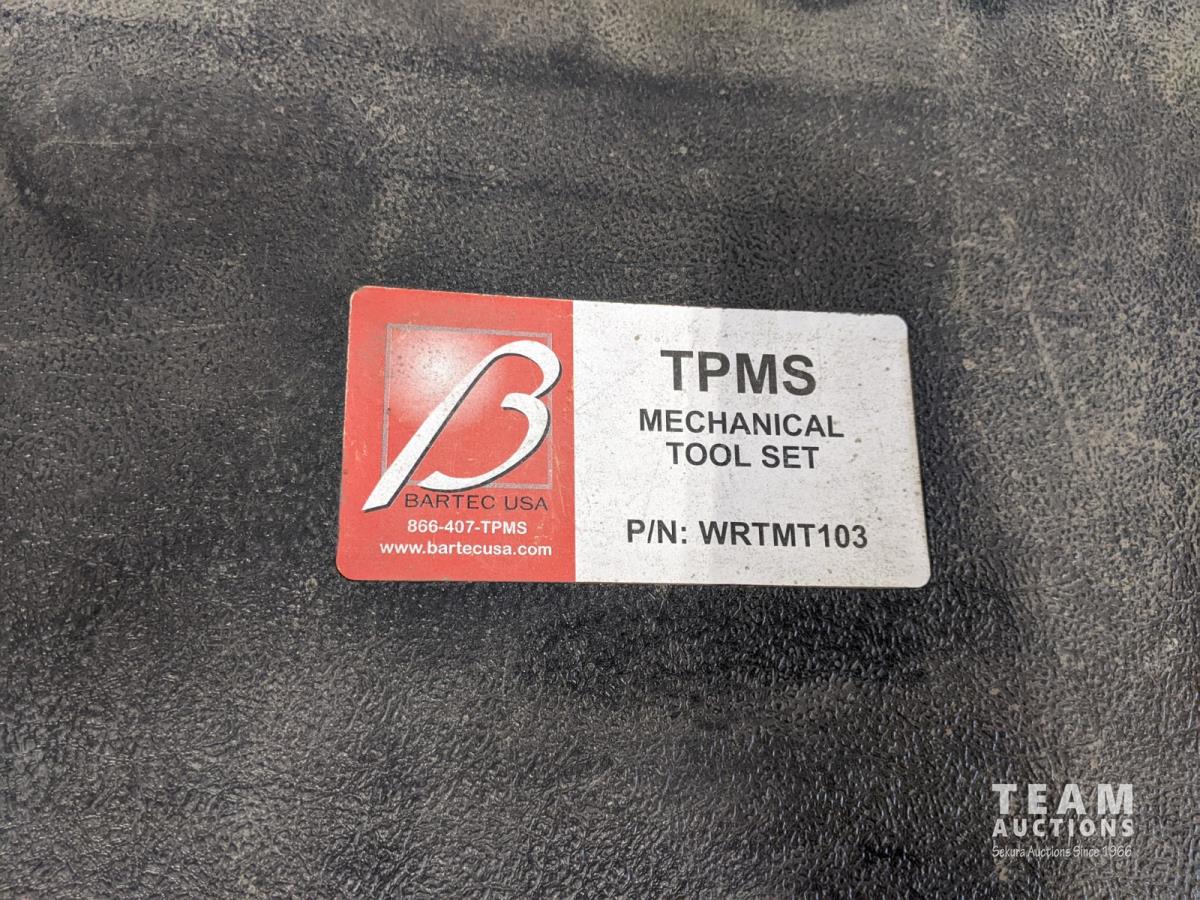 BARTEC USA
866-407-TPMS
www.bartecusa.com
TPMS
MECHANICAL
TOOL SET
P/N: WRTMT103
TEAM
AUCTIONS
Sekura Auctions Since 1966